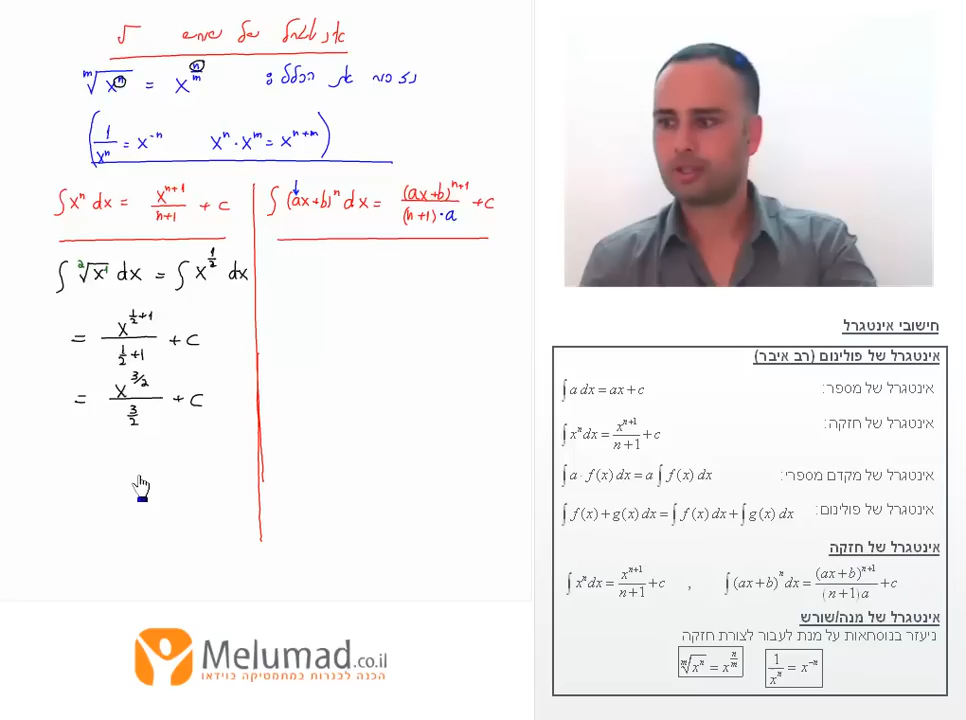 אינטגרל של שורש √
ᵐ√xⁿ = x^(n/m) נזכור את הכלל:
(1/xⁿ = x⁻ⁿ xⁿ · xᵐ = xⁿ⁺ᵐ)
∫ xⁿ dx = xⁿ⁺¹/(n+1) + c
∫ (ax+b)ⁿ dx = (ax+b)ⁿ⁺¹/((n+1)·a) + c
∫ ²√x¹ dx = ∫ x^(1/2) dx
= x^(1/2+1)/(1/2+1) + c
= x^(3/2)/(3/2) + c
Melumad.co.il
הכנה לבגרות במתמטיקה בוידאו
חישובי אינטגרל
אינטגרל של פולינום (רב איבר)
אינטגרל של מספר: ∫ a dx = ax + c
אינטגרל של חזקה: ∫ xⁿ dx = xⁿ⁺¹/(n+1) + c
אינטגרל של מקדם מספרי: ∫ a · f(x) dx = a ∫ f(x) dx
אינטגרל של פולינום: ∫ f(x) + g(x) dx = ∫ f(x) dx + ∫ g(x) dx
אינטגרל של חזקה
∫ xⁿ dx = xⁿ⁺¹/(n+1) + c , ∫ (ax+b)ⁿ dx = (ax+b)ⁿ⁺¹/((n+1)a) + c
אינטגרל של מנה/שורש
ניעזר בנוסחאות על מנת לעבור לצורת חזקה
ᵐ√xⁿ = x^(n/m) 1/xⁿ = x⁻ⁿ